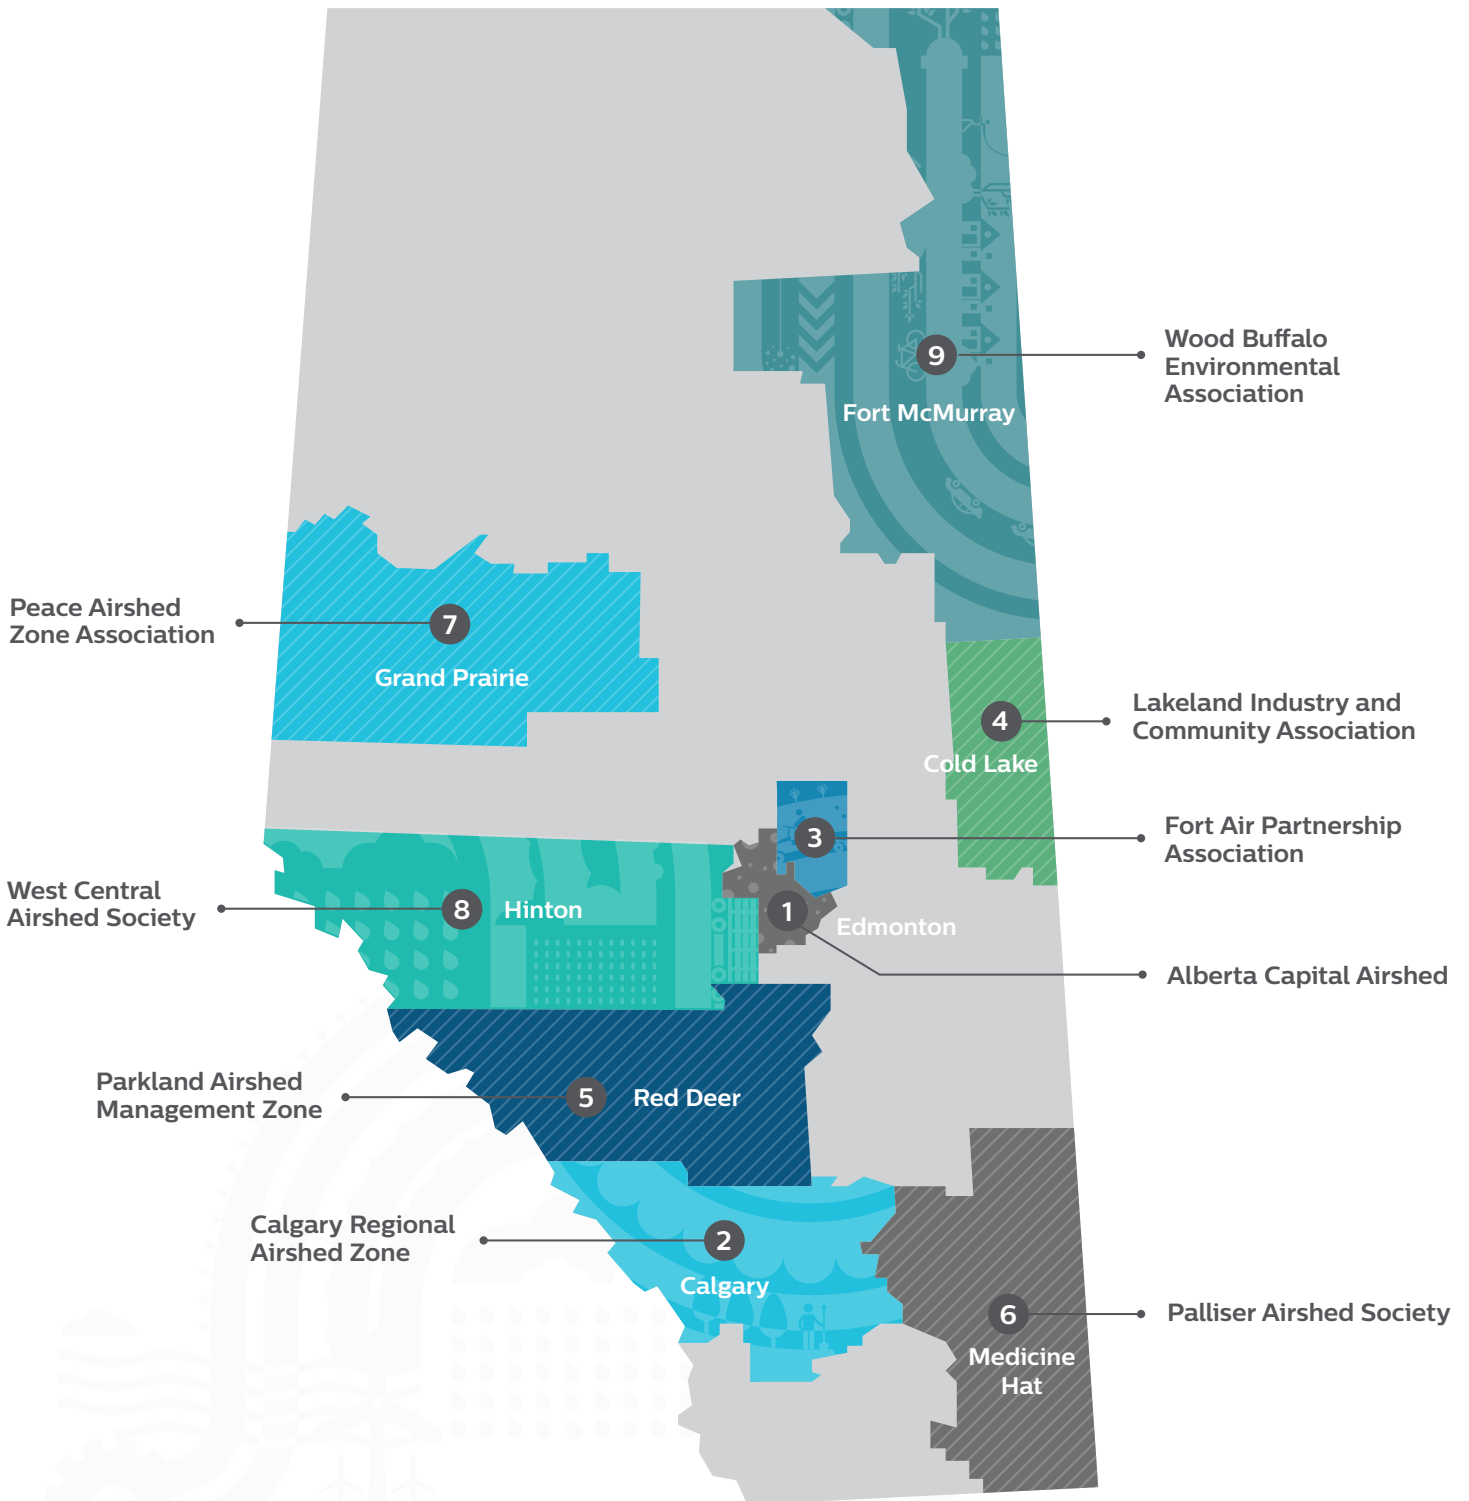 9
Wood Buffalo
Environmental
Association
Fort McMurray
Peace Airshed
Zone Association
7
Grand Prairie
4
Lakeland Industry and
Community Association
Cold Lake
3
Fort Air Partnership
Association
West Central
Airshed Society
8
Hinton
1
Edmonton
Alberta Capital Airshed
Parkland Airshed
Management Zone
5
Red Deer
Calgary Regional
Airshed Zone
2
Calgary
6
Palliser Airshed Society
Medicine
Hat